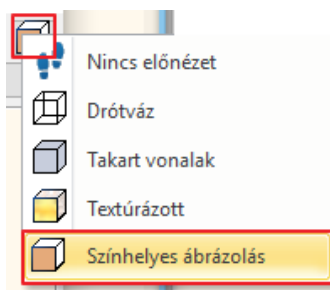 Nincs előnézet
Drótváz
Takart vonalak
Textúrázott
Színhelyes ábrázolás